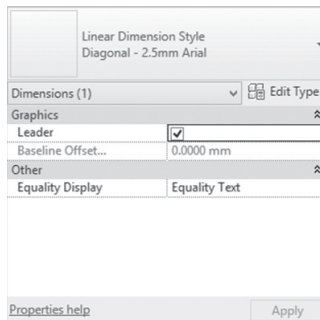 Linear Dimension Style
Diagonal - 2.5mm Arial
Dimensions (1) Edit Type
Graphics
Leader
Baseline Offset... 0.0000 mm
Other
Equality Display Equality Text
Properties help Apply